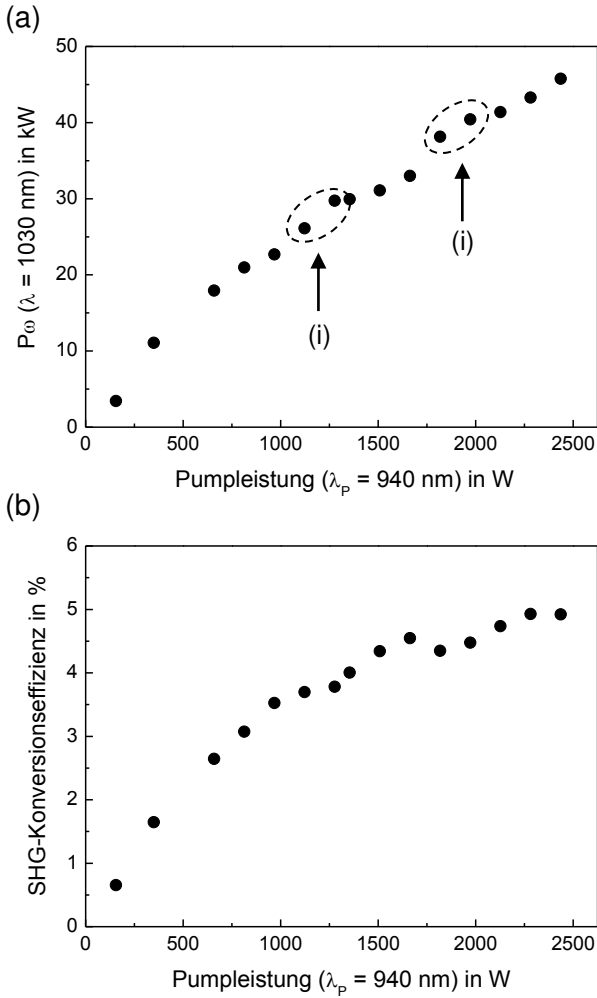 (a)
Pω (λ = 1030 nm) in kW
50
40
30
20
10
0
(i)
(i)
0 500 1000 1500 2000 2500
Pumpleistung (λP = 940 nm) in W
(b)
SHG-Konversionseffizienz in %
6
5
4
3
2
1
0
0 500 1000 1500 2000 2500
Pumpleistung (λP = 940 nm) in W